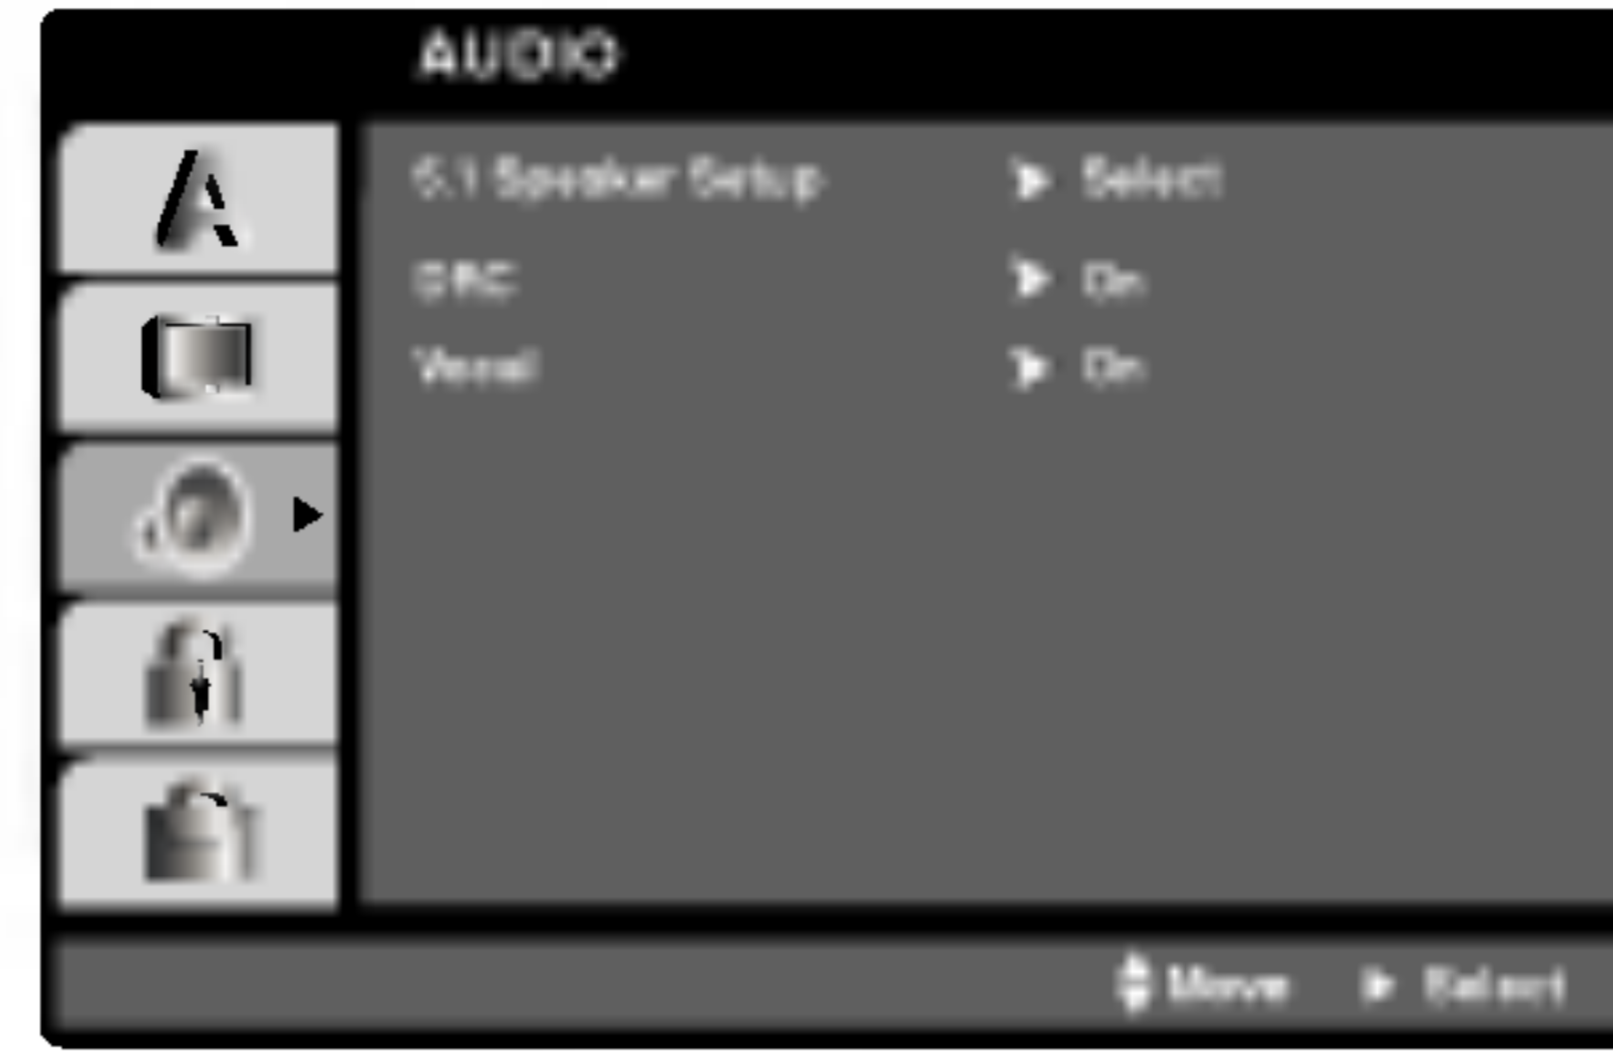 AUDIO
5.1 Speaker Setup ► Select
DRC ► On
Vocal ► On
Move ► Select